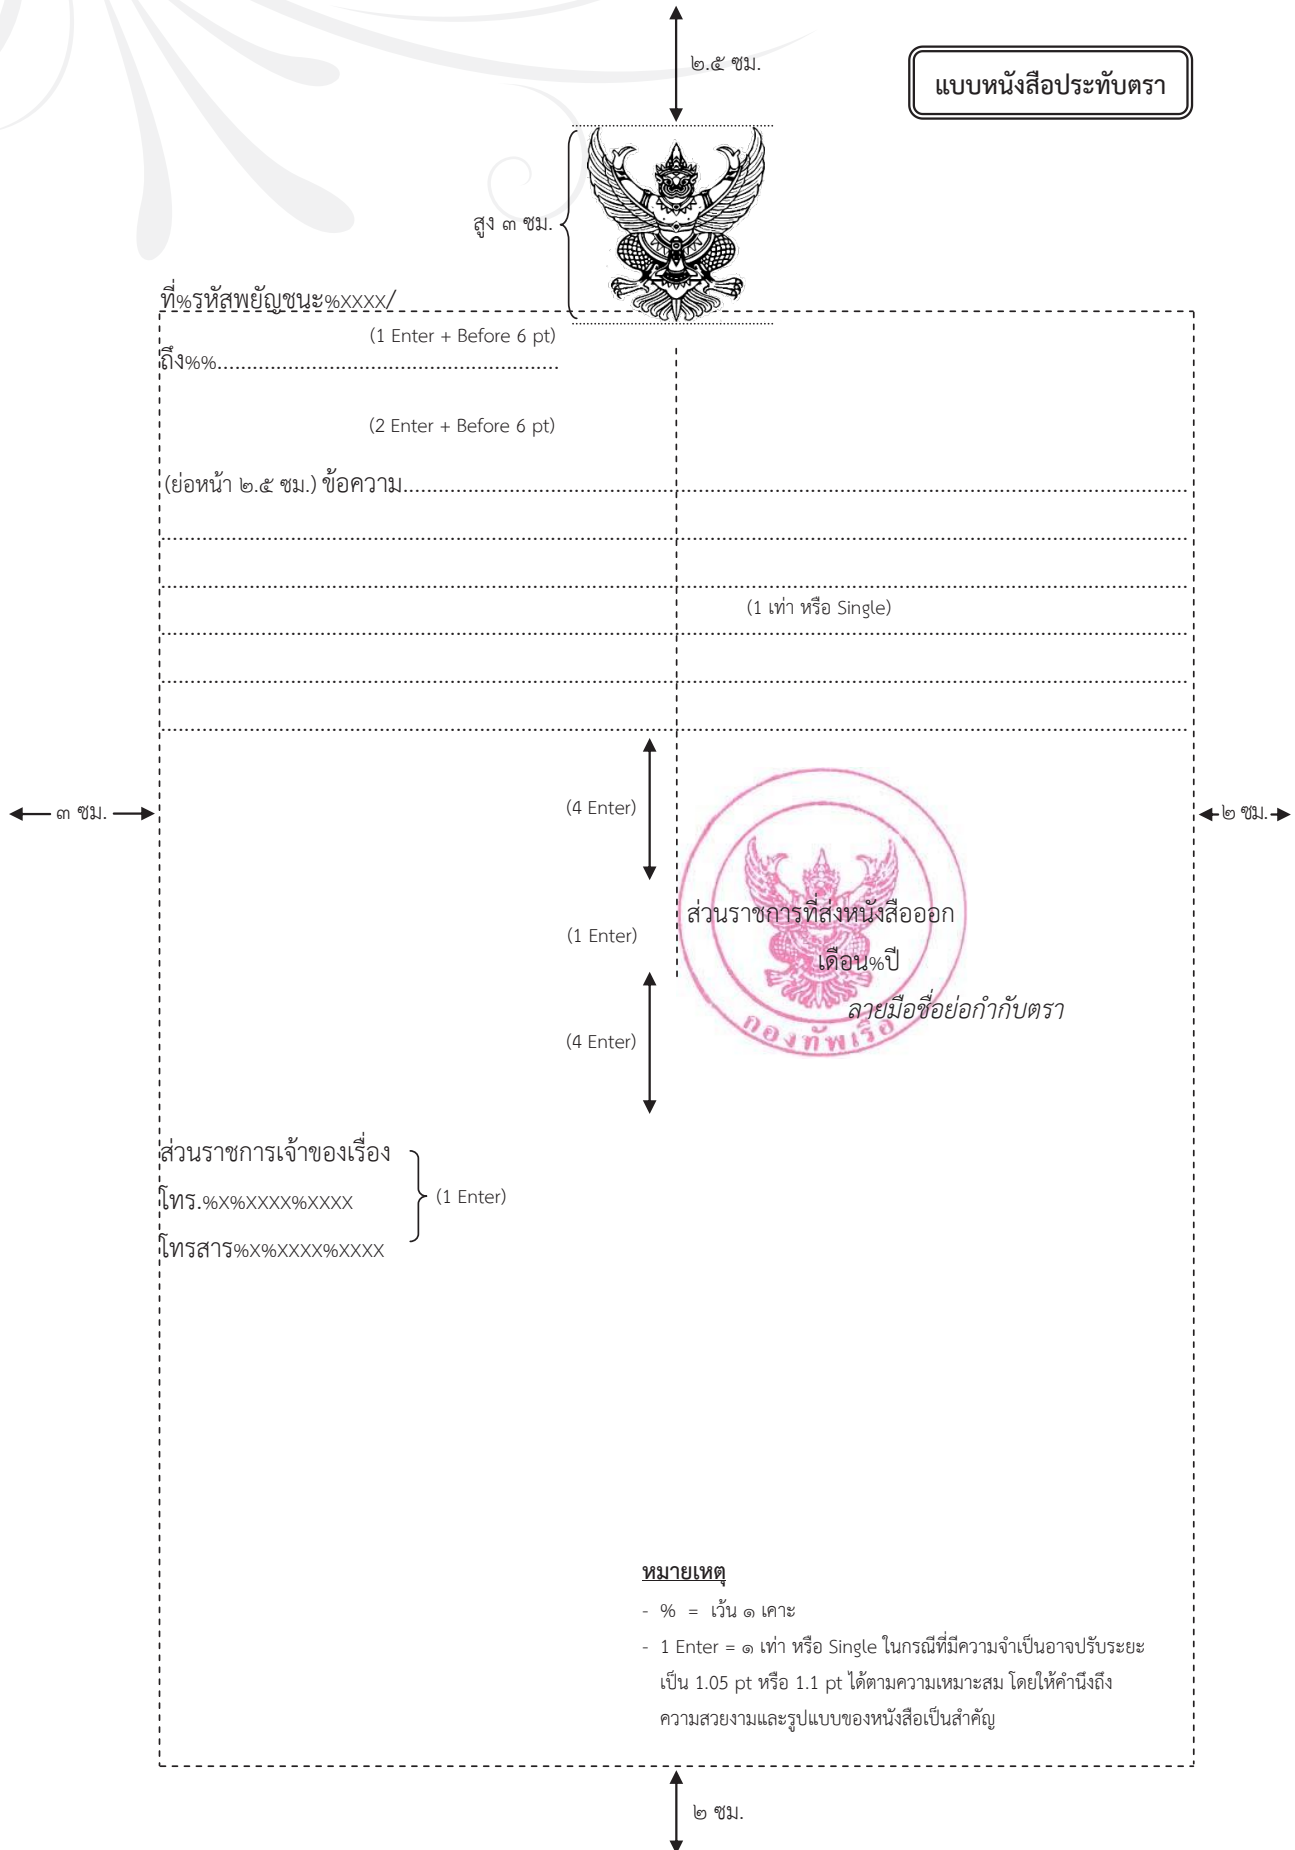 ๒.๕ ซม.
แบบหนังสือประทับตรา
สูง ๓ ซม.
ที่%รหัสพยัญชนะ%XXXX/
(1 Enter + Before 6 pt)
ถึง%%..........................................................
(2 Enter + Before 6 pt)
(ย่อหน้า ๒.๕ ซม.) ข้อความ..........................................................
..........................................................
..........................................................
(1 เท่า หรือ Single)
..........................................................
..........................................................
..........................................................
(4 Enter)
๓ ซม.
๒ ซม.
ส่วนราชการที่ส่งหนังสือออก
(1 Enter)
เดือน%ปี
ลายมือชื่อย่อกำกับตรา
กองทัพเรือ
(4 Enter)
ส่วนราชการเจ้าของเรื่อง
โทร.%X%XXXX%XXXX
(1 Enter)
โทรสาร%X%XXXX%XXXX
หมายเหตุ
- % = เว้น ๑ เคาะ
- 1 Enter = ๑ เท่า หรือ Single ในกรณีที่มีความจำเป็นอาจปรับระยะ
เป็น 1.05 pt หรือ 1.1 pt ได้ตามความเหมาะสม โดยให้คำนึงถึง
ความสวยงามและรูปแบบของหนังสือเป็นสำคัญ
๒ ซม.